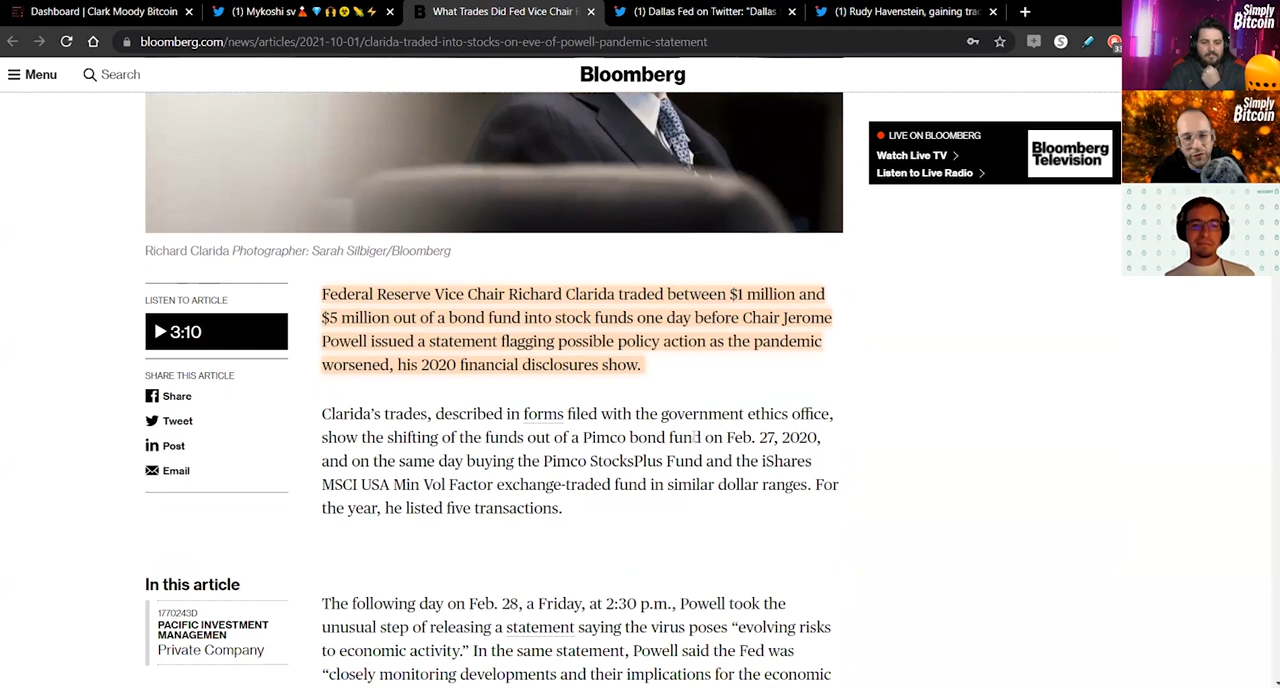 Dashboard | Clark Moody Bitcoin
(1) Mykoshi sv
What Trades Did Fed Vice Chair
(1) Dallas Fed on Twitter: "Dallas
(1) Rudy Havenstein, gaining trac
bloomberg.com/news/articles/2021-10-01/clarida-traded-into-stocks-on-eve-of-powell-pandemic-statement
33
Menu
Search
Bloomberg
Simply
Bitcoin
Simply
Bitcoin
LIVE ON BLOOMBERG
Watch Live TV >
Listen to Live Radio >
Bloomberg
Television
Richard Clarida Photographer: Sarah Silbiger/Bloomberg
LISTEN TO ARTICLE
3:10
SHARE THIS ARTICLE
Share
Tweet
Post
Email
Federal Reserve Vice Chair Richard Clarida traded between $1 million and
$5 million out of a bond fund into stock funds one day before Chair Jerome
Powell issued a statement flagging possible policy action as the pandemic
worsened, his 2020 financial disclosures show.
Clarida's trades, described in forms filed with the government ethics office,
show the shifting of the funds out of a Pimco bond fund on Feb. 27, 2020,
and on the same day buying the Pimco StocksPlus Fund and the iShares
MSCI USA Min Vol Factor exchange-traded fund in similar dollar ranges. For
the year, he listed five transactions.
In this article
1770243D
PACIFIC INVESTMENT
MANAGEMEN
Private Company
The following day on Feb. 28, a Friday, at 2:30 p.m., Powell took the
unusual step of releasing a statement saying the virus poses “evolving risks
to economic activity.” In the same statement, Powell said the Fed was
“closely monitoring developments and their implications for the economic